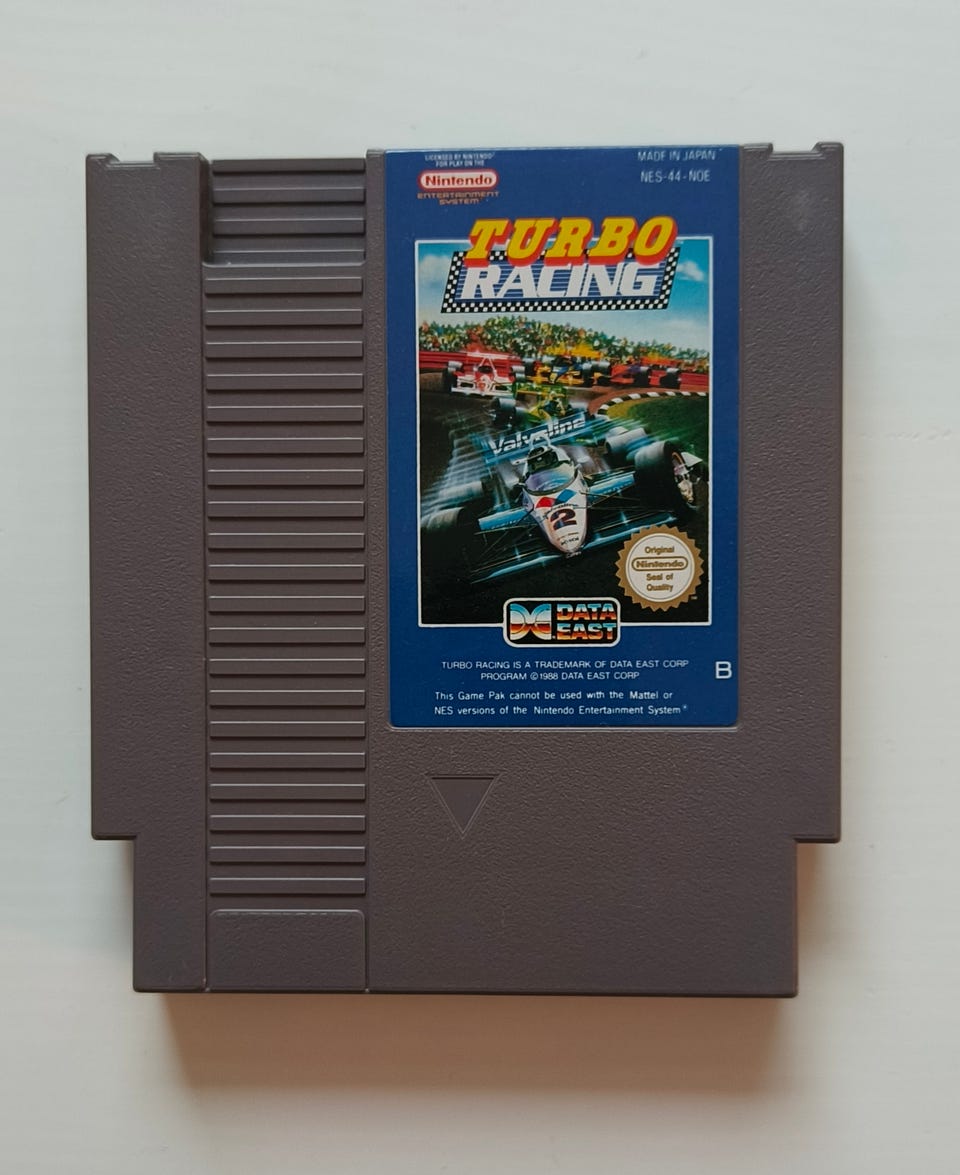 LICENSED BY NINTENDO®
FOR PLAY ON THE
Nintendo
ENTERTAINMENT
SYSTEM™
MADE IN JAPAN
NES-44-NOE
TURBO
RACING
Valvoline
2
Original
Nintendo
Seal of
Quality
TM
DATA
EAST
TURBO RACING IS A TRADEMARK OF DATA EAST CORP
PROGRAM ©1988 DATA EAST CORP
B
This Game Pak cannot be used with the Mattel or
NES versions of the Nintendo Entertainment System®